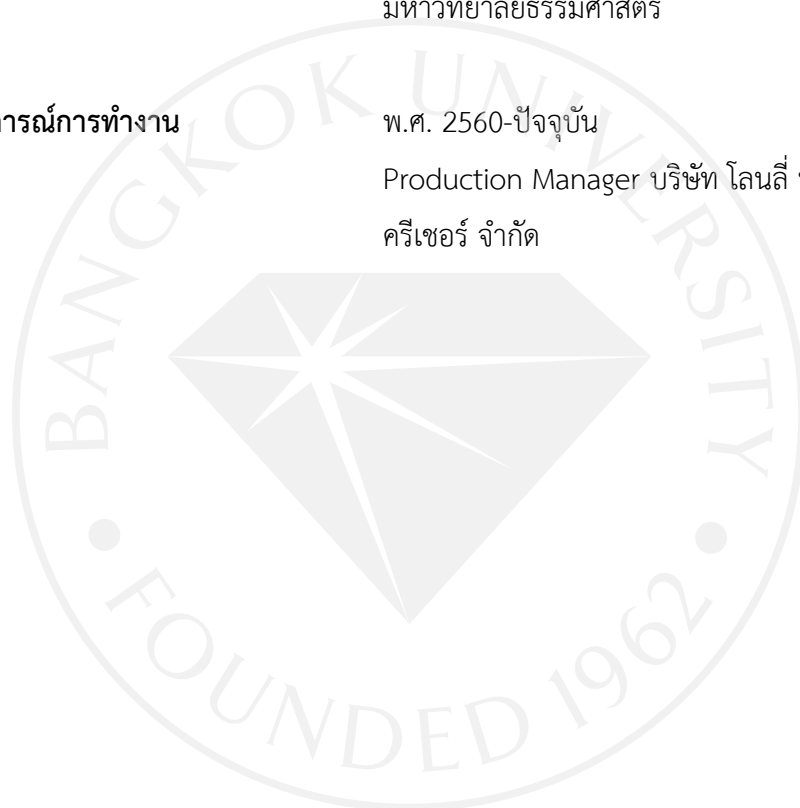 มหาวิทยาลัยธรรมศาสตร์
การณ์การทำงาน พ.ศ. 2560-ปัจจุบัน
Production Manager บริษัท โลนลี่
ครีเชอร์ จำกัด
BANGKOK UNIVERSITY
FOUNDED 1962